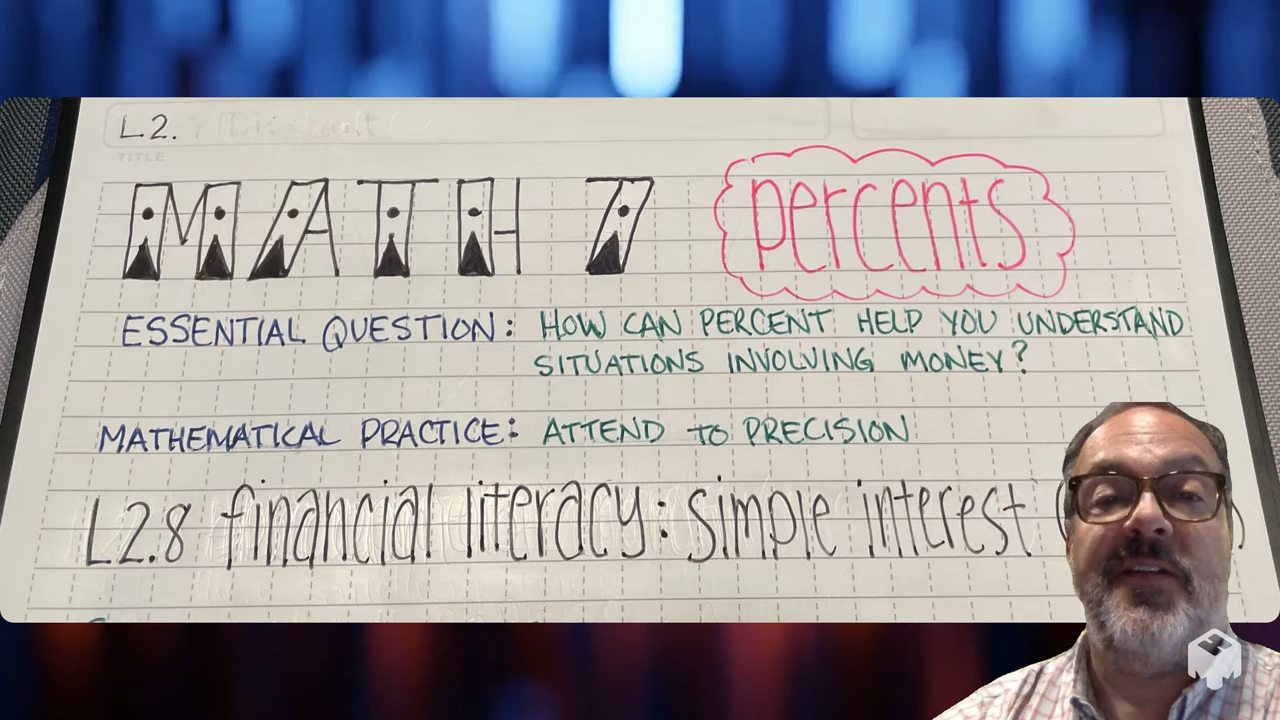 L2.
TITLE
MATH 7 percents
ESSENTIAL QUESTION: HOW CAN PERCENT HELP YOU UNDERSTAND
SITUATIONS INVOLVING MONEY?
MATHEMATICAL PRACTICE: ATTEND TO PRECISION
L2.8 financial literacy: simple interest